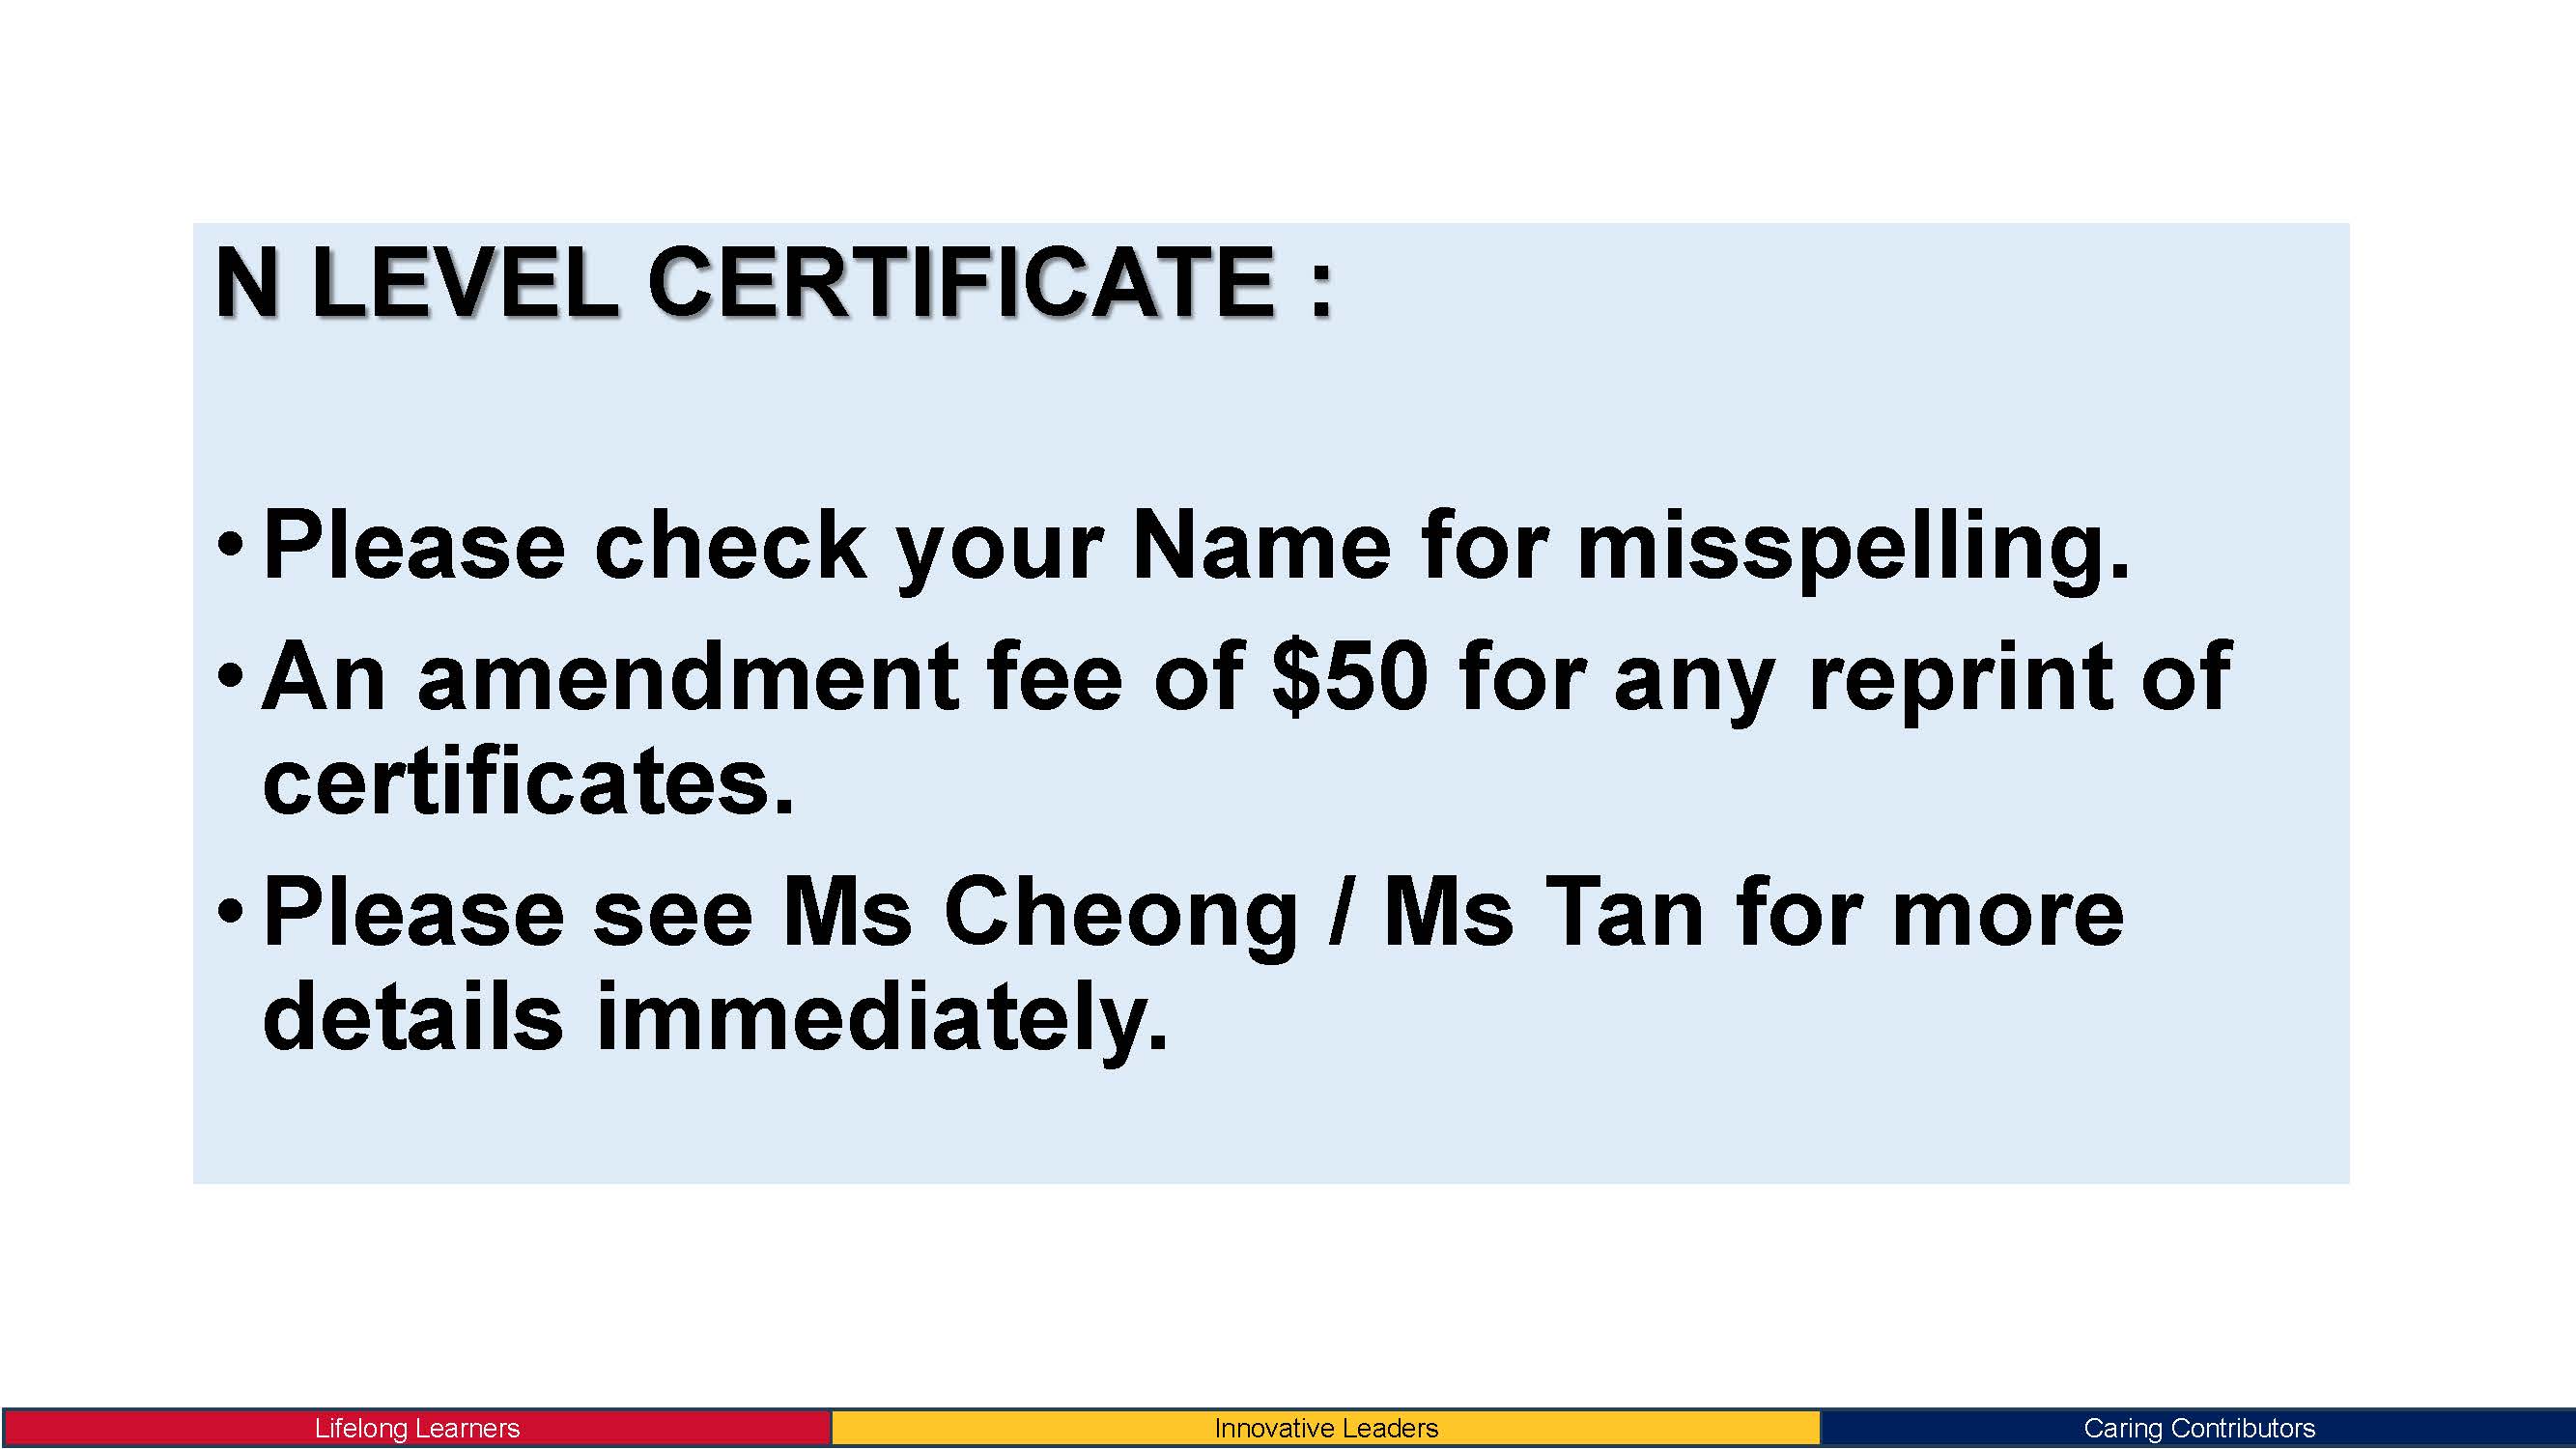 N LEVEL CERTIFICATE :
• Please check your Name for misspelling.
• An amendment fee of $50 for any reprint of
certificates.
• Please see Ms Cheong / Ms Tan for more
details immediately.
Lifelong Learners Innovative Leaders Caring Contributors